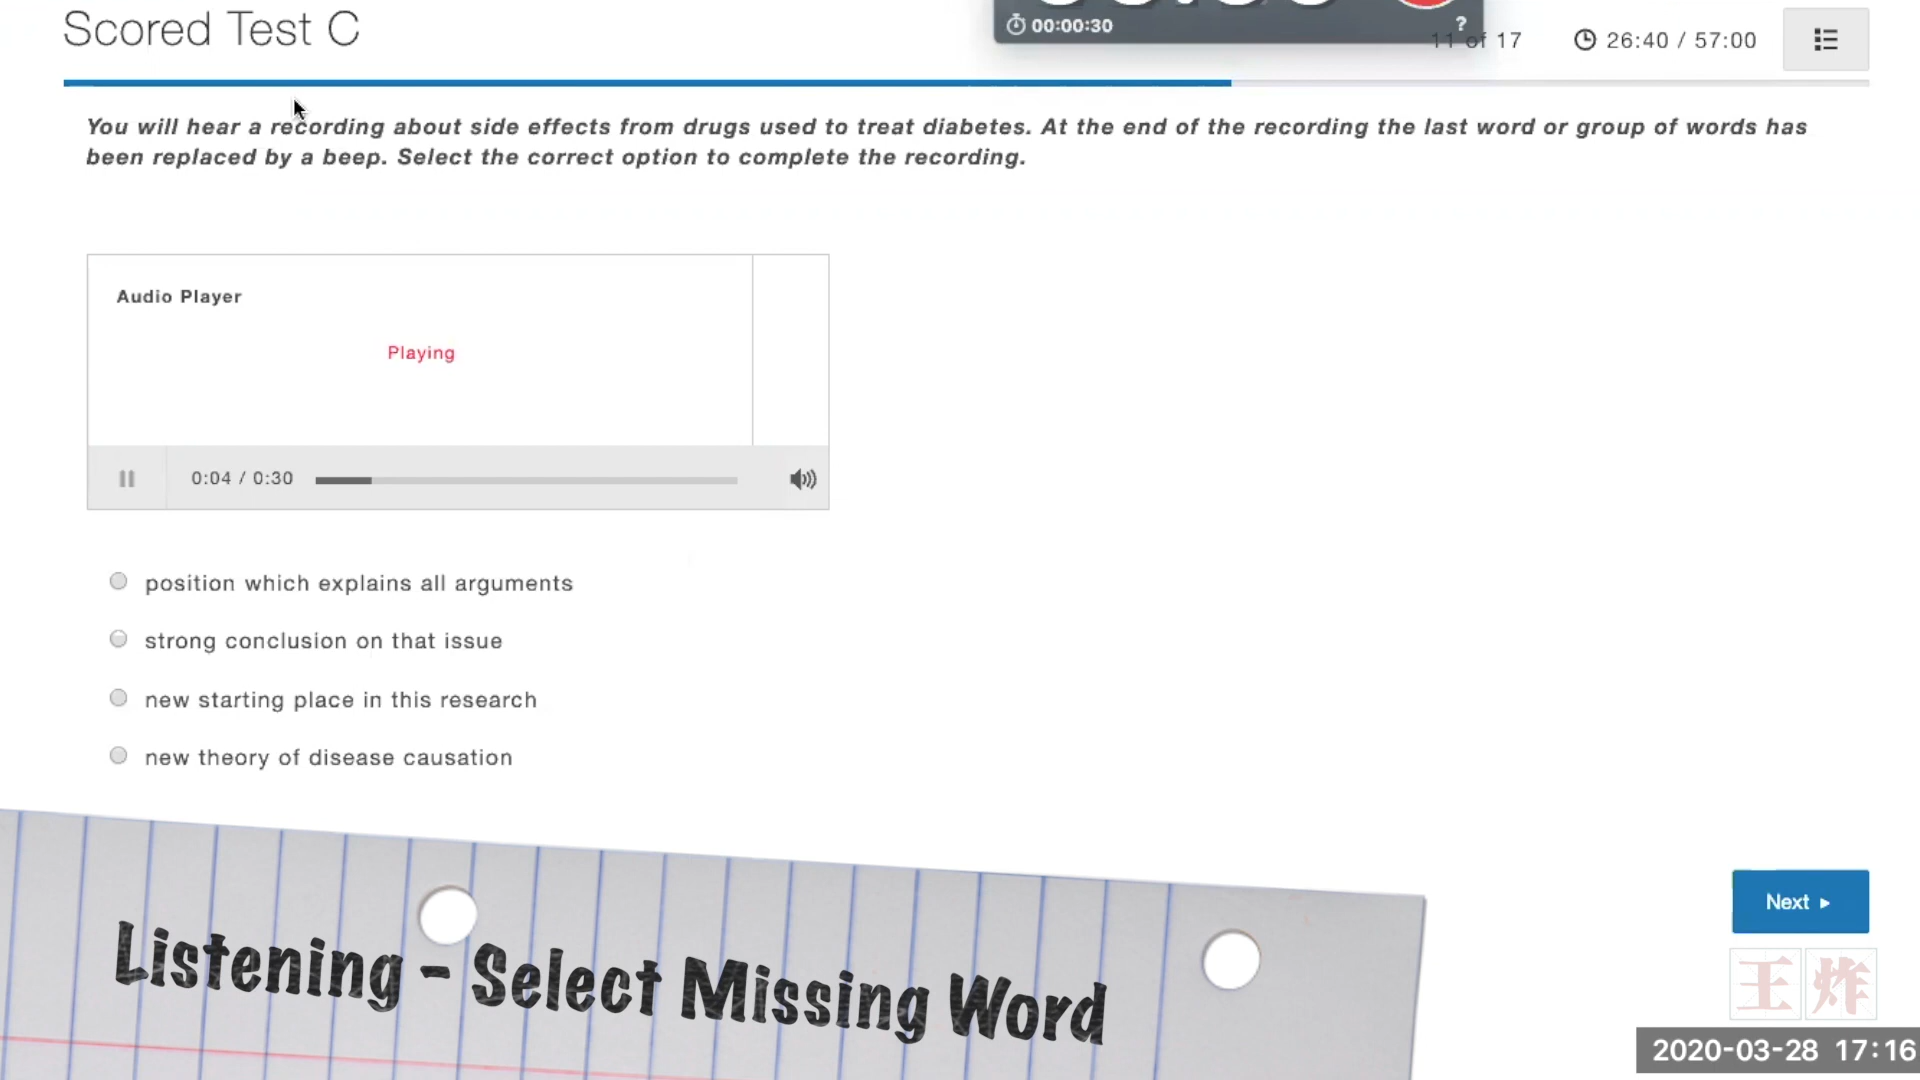 Scored Test C
00:00:30
?
11 of 17
26:40 / 57:00
You will hear a recording about side effects from drugs used to treat diabetes. At the end of the recording the last word or group of words has
been replaced by a beep. Select the correct option to complete the recording.
Audio Player
Playing
0:04 / 0:30
position which explains all arguments
strong conclusion on that issue
new starting place in this research
new theory of disease causation
Next
Listening - Select Missing Word
王炸
2020-03-28 17:16